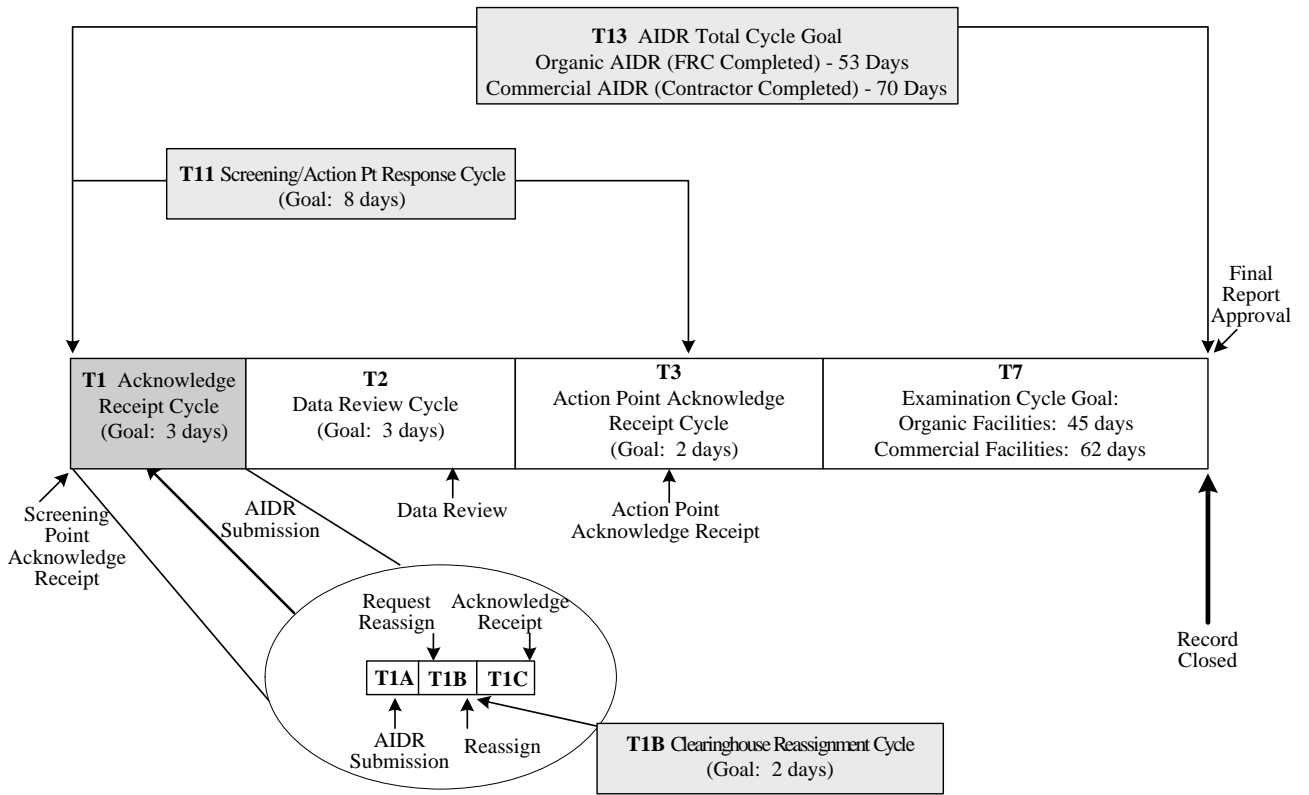 T13 AIDR Total Cycle Goal
Organic AIDR (FRC Completed) - 53 Days
Commercial AIDR (Contractor Completed) - 70 Days
T11 Screening/Action Pt Response Cycle
(Goal: 8 days)
Final
Report
Approval
T1 Acknowledge
Receipt Cycle
(Goal: 3 days)
T2
Data Review Cycle
(Goal: 3 days)
T3
Action Point Acknowledge
Receipt Cycle
(Goal: 2 days)
T7
Examination Cycle Goal:
Organic Facilities: 45 days
Commercial Facilities: 62 days
Screening
Point
Acknowledge
Receipt
AIDR
Submission
Data Review
Action Point
Acknowledge Receipt
Record
Closed
Request
Reassign
Acknowledge
Receipt
T1A
T1B
T1C
AIDR
Submission
Reassign
T1B Clearinghouse Reassignment Cycle
(Goal: 2 days)